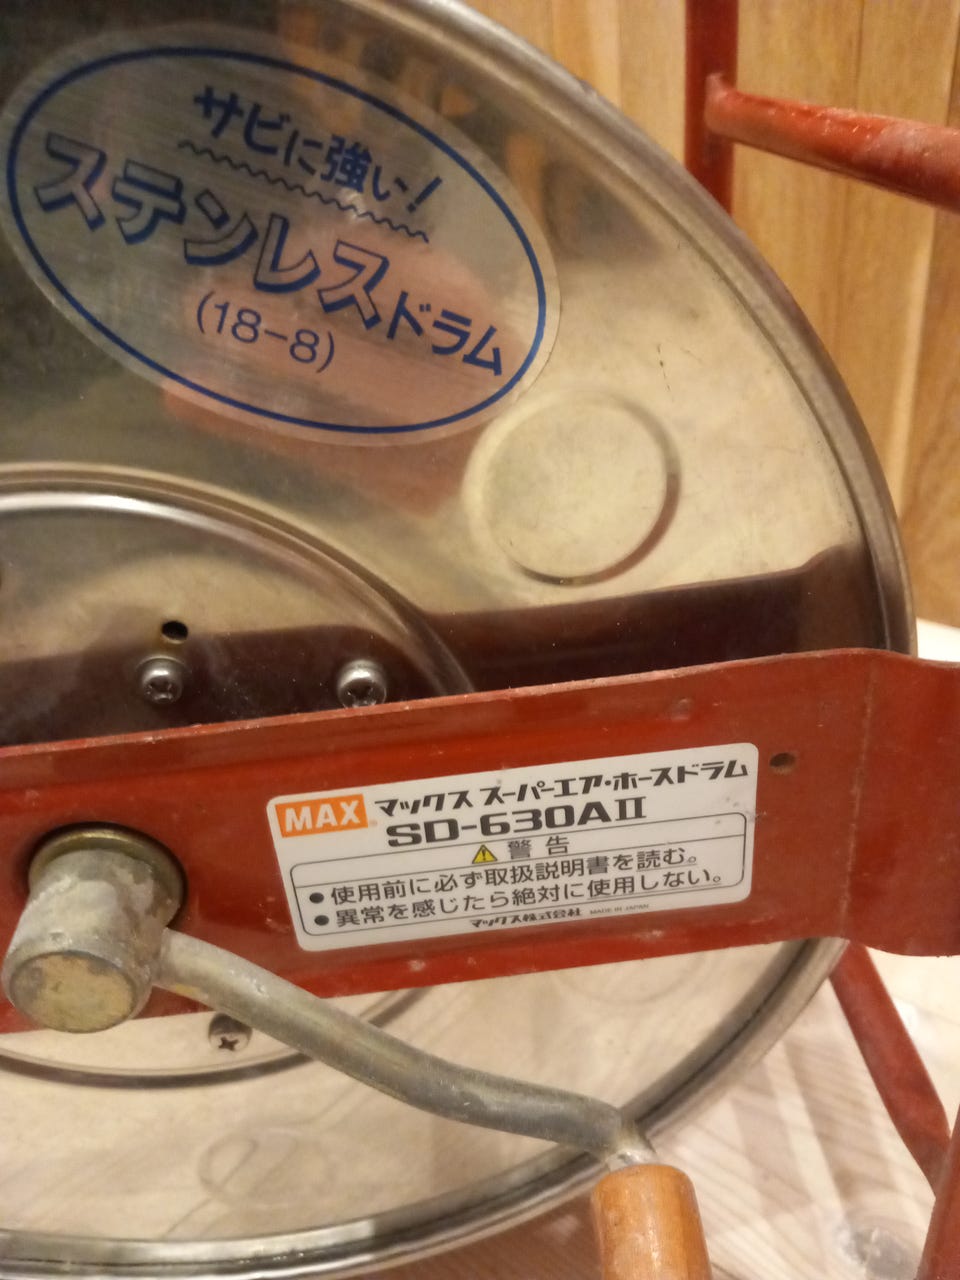 サビに強い!
ステンレスドラム
(18-8)
MAX マックス スーパーエア・ホースドラム
SD-630AⅡ
警告
●使用前に必ず取扱説明書を読む。
●異常を感じたら絶対に使用しない。
マックス株式会社 MADE IN JAPAN